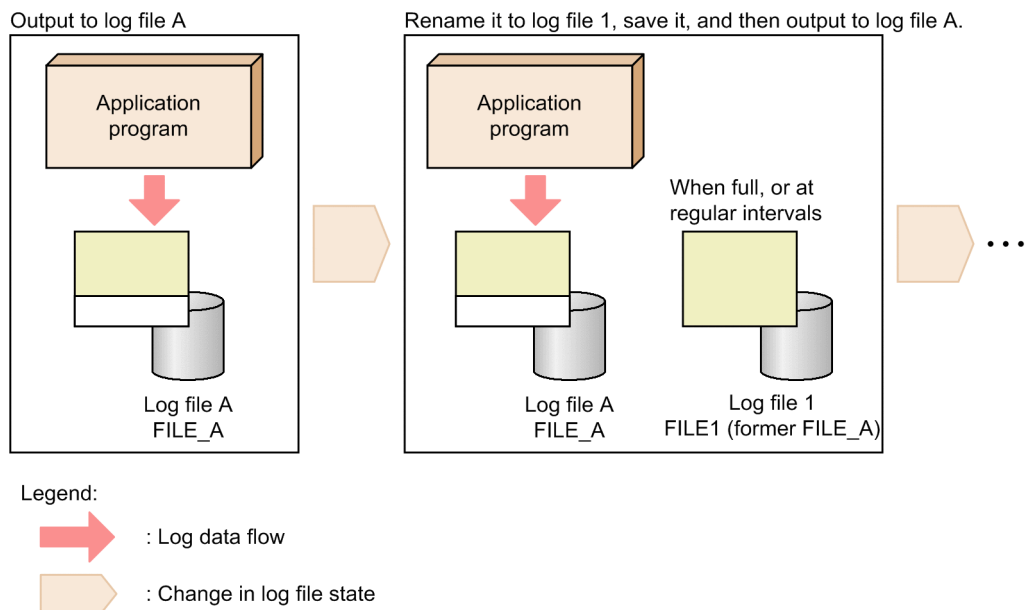 Output to log file A
Rename it to log file 1, save it, and then output to log file A.
Application
program
Application
program
When full, or at
regular intervals
Log file A
FILE_A
Log file A
FILE_A
Log file 1
FILE1 (former FILE_A)
Legend:
: Log data flow
: Change in log file state